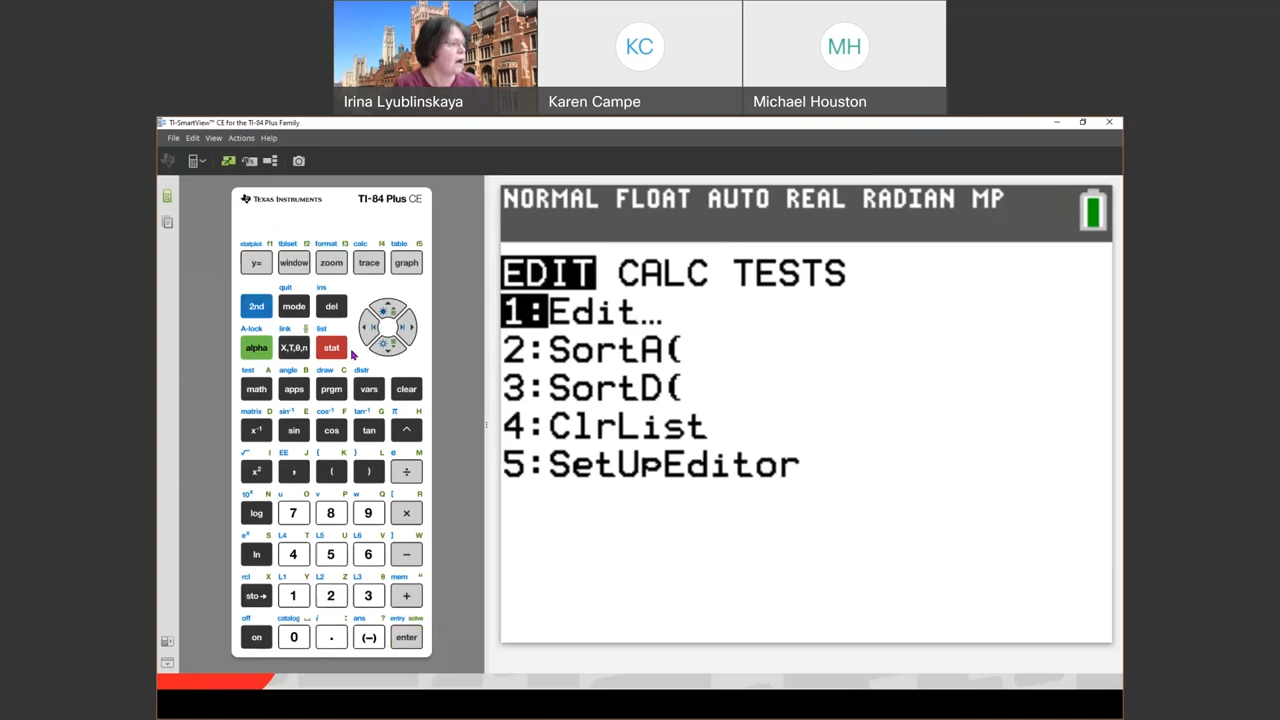 KC
MH
Irina Lyublinskaya
Karen Campe
Michael Houston
TI-SmartView™ CE for the TI-84 Plus Family
File Edit View Actions Help
TEXAS INSTRUMENTS TI-84 Plus CE
statplot f1 tblset f2 format f3 calc f4 table f5
y= window zoom trace graph
quit ins
2nd mode del
A-lock link list
alpha X,T,θ,n stat
test A angle B draw C distr
math apps prgm vars clear
matrix D sin⁻¹ E cos⁻¹ F tan⁻¹ G π H
x⁻¹ sin cos tan ^
√ I EE J { K } L e M
x² , ( ) ÷
10ˣ N u O v P w Q [ R
log 7 8 9 ×
eˣ S L4 T L5 U L6 V ] W
ln 4 5 6 −
rcl X L1 Y L2 Z L3 θ mem "
sto→ 1 2 3 +
off catalog i : ans ? entry solve
on 0 . (−) enter
NORMAL FLOAT AUTO REAL RADIAN MP
EDIT CALC TESTS
1:Edit…
2:SortA(
3:SortD(
4:ClrList
5:SetUpEditor